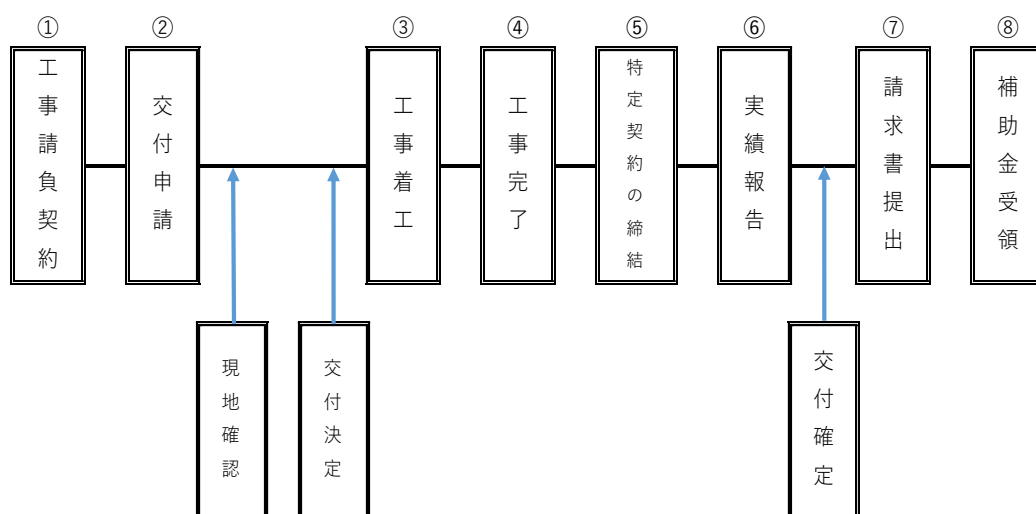 ①
工事請負契約
②
交付申請
③
工事着工
④
工事完了
⑤
特定契約の締結
⑥
実績報告
⑦
請求書提出
⑧
補助金受領
現地確認
交付決定
交付確定